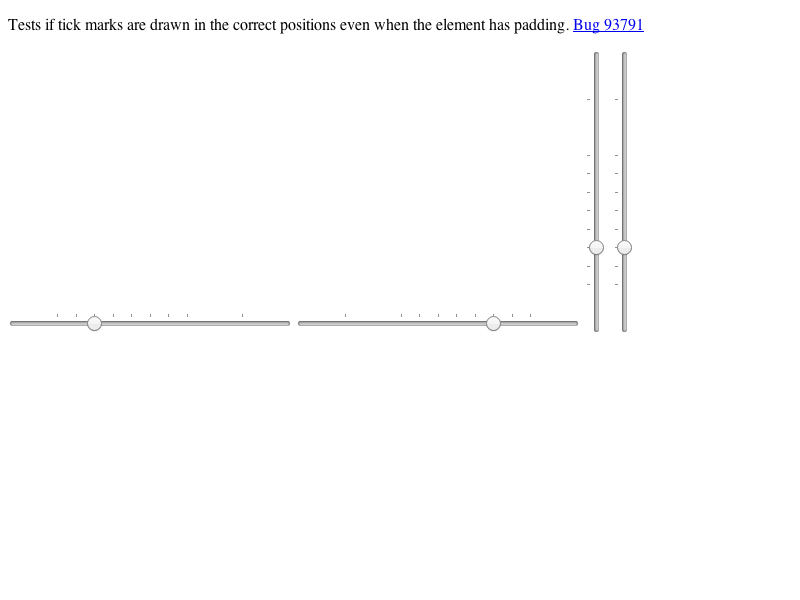 Tests if tick marks are drawn in the correct positions even when the element has padding. Bug 93791